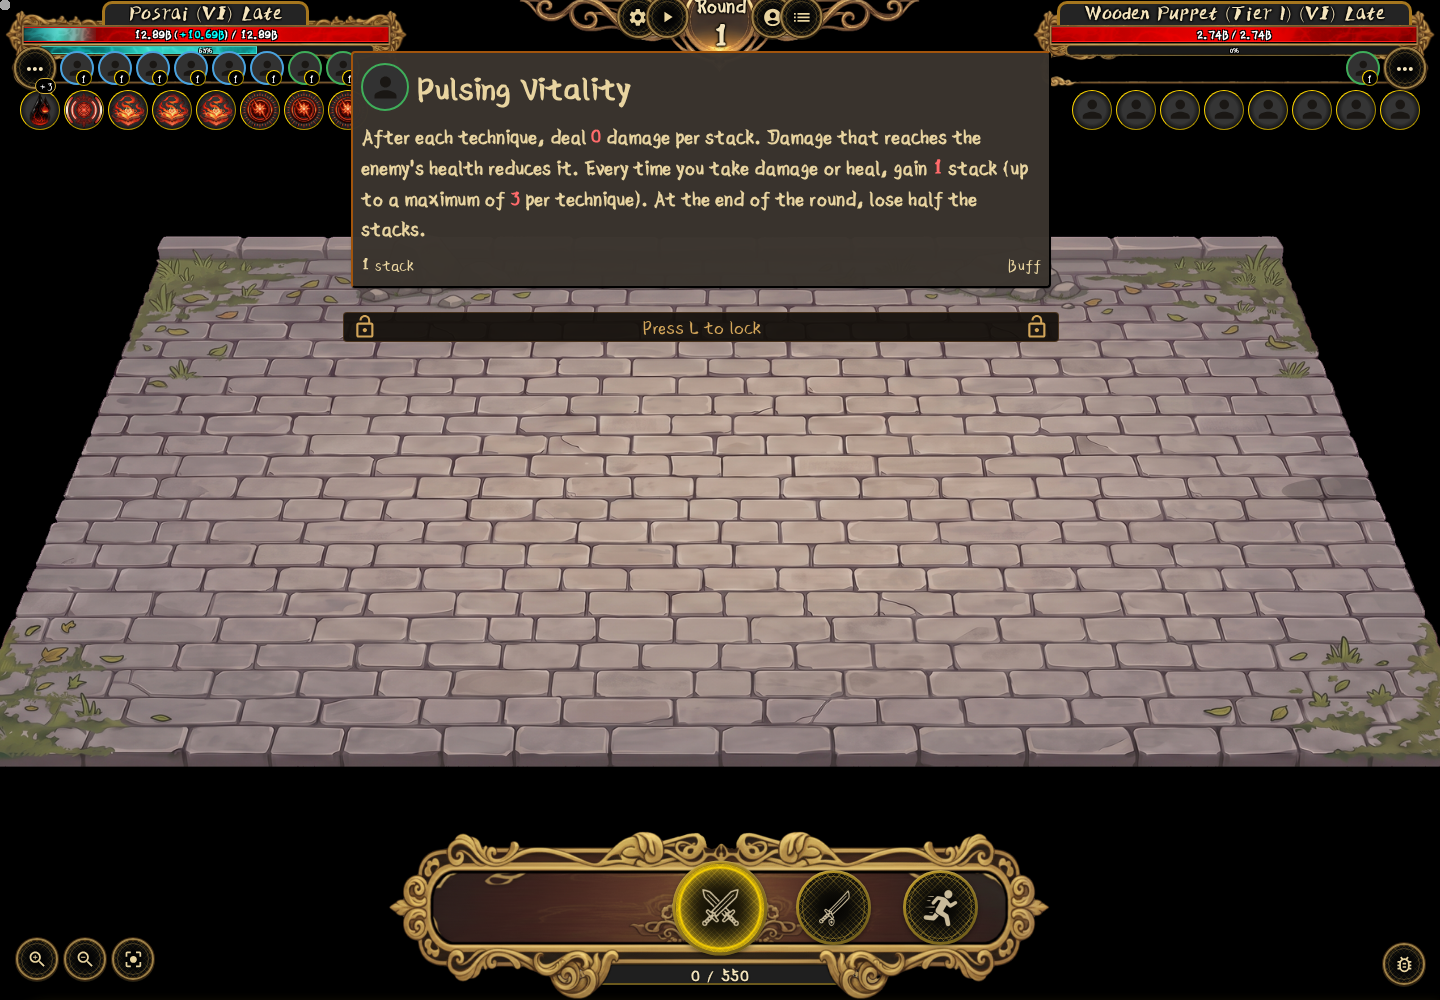 Posrai (VI) Late
12.89B (+10.69B) / 12.89B
63%
+3
Round
1
Wooden Puppet (Tier 1) (VI) Late
2.74B / 2.74B
0%
Pulsing Vitality
After each technique, deal 0 damage per stack. Damage that reaches the
enemy's health reduces it. Every time you take damage or heal, gain 1 stack (up
to a maximum of 3 per technique). At the end of the round, lose half the
stacks.
1 stack
Buff
Press L to lock
0 / 550